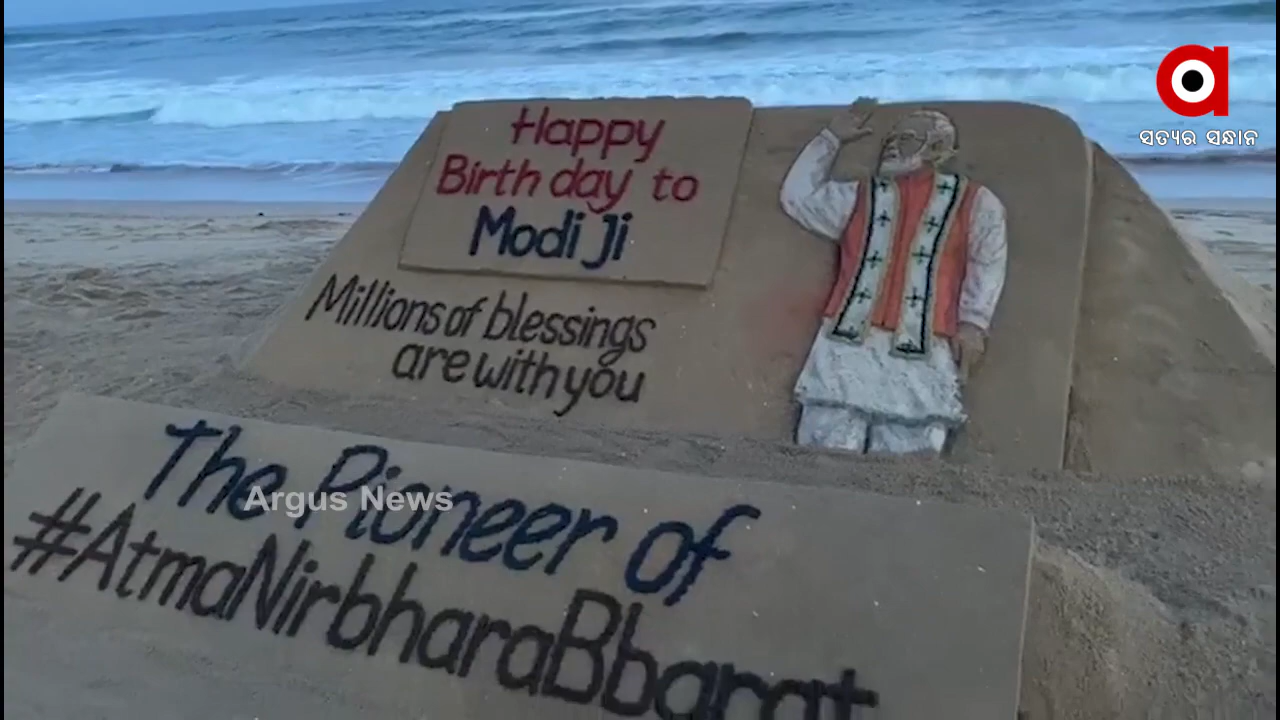 ସତ୍ୟର ସନ୍ଧାନ
Happy
Birth day to
Modi Ji
Millions of blessings
are with you
The Pioneer of
Argus News
#AtmaNirbharaBbarat